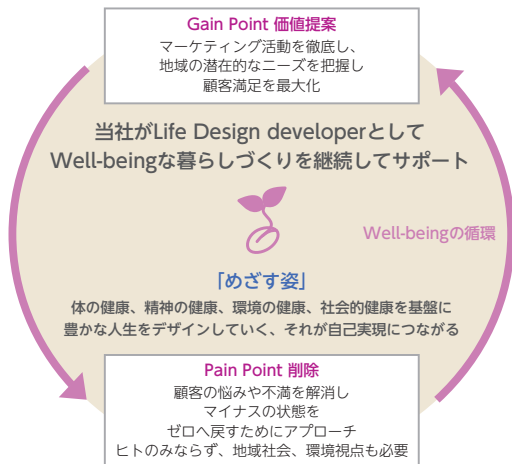 Gain Point 価値提案
マーケティング活動を徹底し、
地域の潜在的なニーズを把握し
顧客満足を最大化
当社がLife Design developerとして
Well-beingな暮らしづくりを継続してサポート
Well-beingの循環
「めざす姿」
体の健康、精神の健康、環境の健康、社会的健康を基盤に
豊かな人生をデザインしていく、それが自己実現につながる
Pain Point 削除
顧客の悩みや不満を解消し
マイナスの状態を
ゼロへ戻すためにアプローチ
ヒトのみならず、地域社会、環境視点も必要